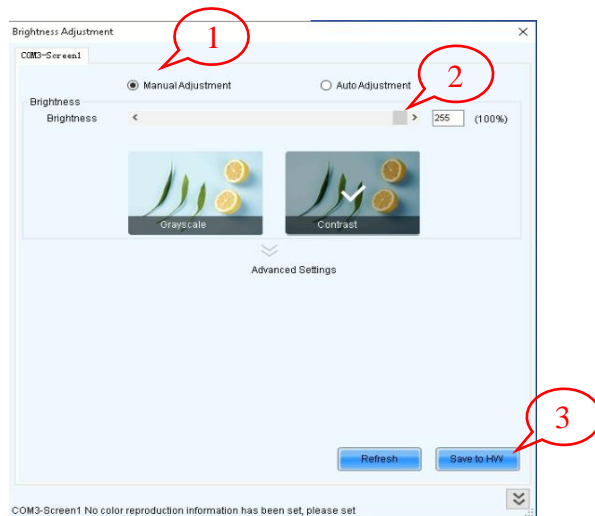 Brightness Adjustment
1
COM3-Screen1
2
Manual Adjustment
Auto Adjustment
Brightness
Brightness
255
(100%)
Grayscale
Contrast
Advanced Settings
3
Refresh
Save to HW
COM3-Screen1 No color reproduction information has been set, please set